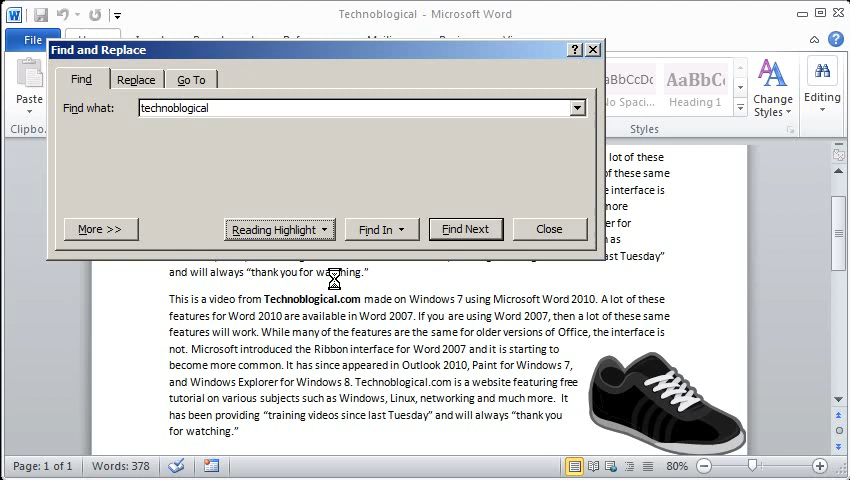 Technoblogical - Microsoft Word
File
Find and Replace
Find
Replace
Go To
Find what:
technoblogical
More >>
Reading Highlight
Find In
Find Next
Close
Paste
Clipbo
AaBbCcDc
AaBbC
No Spaci...
Heading 1
Change
Styles
Editing
Styles
lot of these
of these same
e interface is
more
er for
as
last Tuesday"
and will always "thank you for watching."
This is a video from Technoblogical.com made on Windows 7 using Microsoft Word 2010. A lot of these
features for Word 2010 are available in Word 2007. If you are using Word 2007, then a lot of these same
features will work. While many of the features are the same for older versions of Office, the interface is
not. Microsoft introduced the Ribbon interface for Word 2007 and it is starting to
become more common. It has since appeared in Outlook 2010, Paint for Windows 7,
and Windows Explorer for Windows 8. Technoblogical.com is a website featuring free
tutorial on various subjects such as Windows, Linux, networking and much more. It
has been providing "training videos since last Tuesday" and will always "thank you
for watching."
Page: 1 of 1
Words: 378
80%